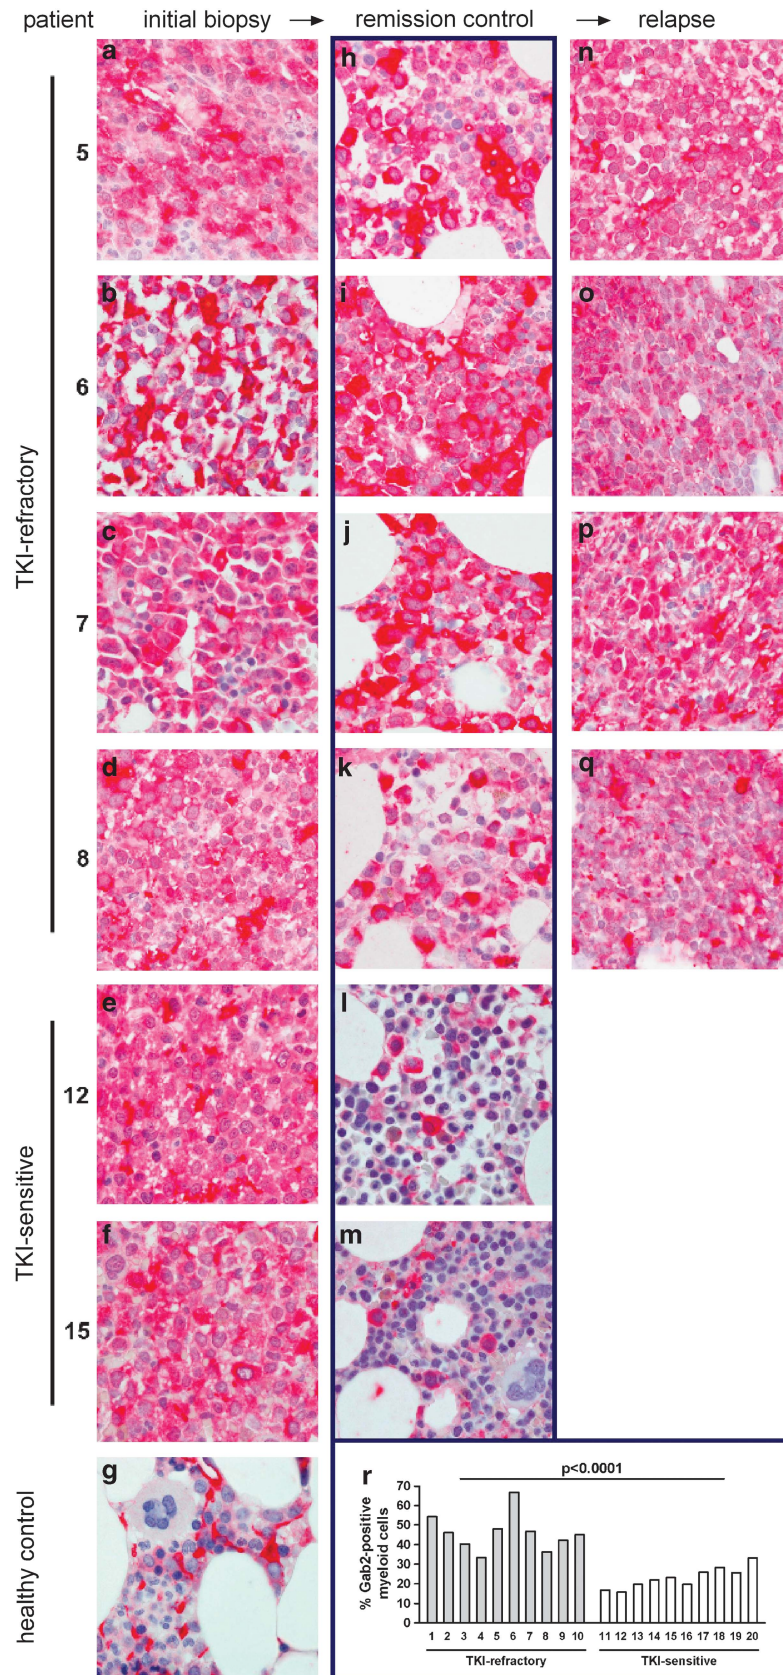 patient initial biopsy → remission control → relapse
a h n
5
b i o
6
TKI-refractory
c j p
7
d k q
8
e l
12
TKI-sensitive
f m
15
g
healthy control
r
p<0.0001
% Gab2-positive
myeloid cells
70
60
50
40
30
20
10
0
1 2 3 4 5 6 7 8 9 10 11 12 13 14 15 16 17 18 19 20
TKI-refractory TKI-sensitive